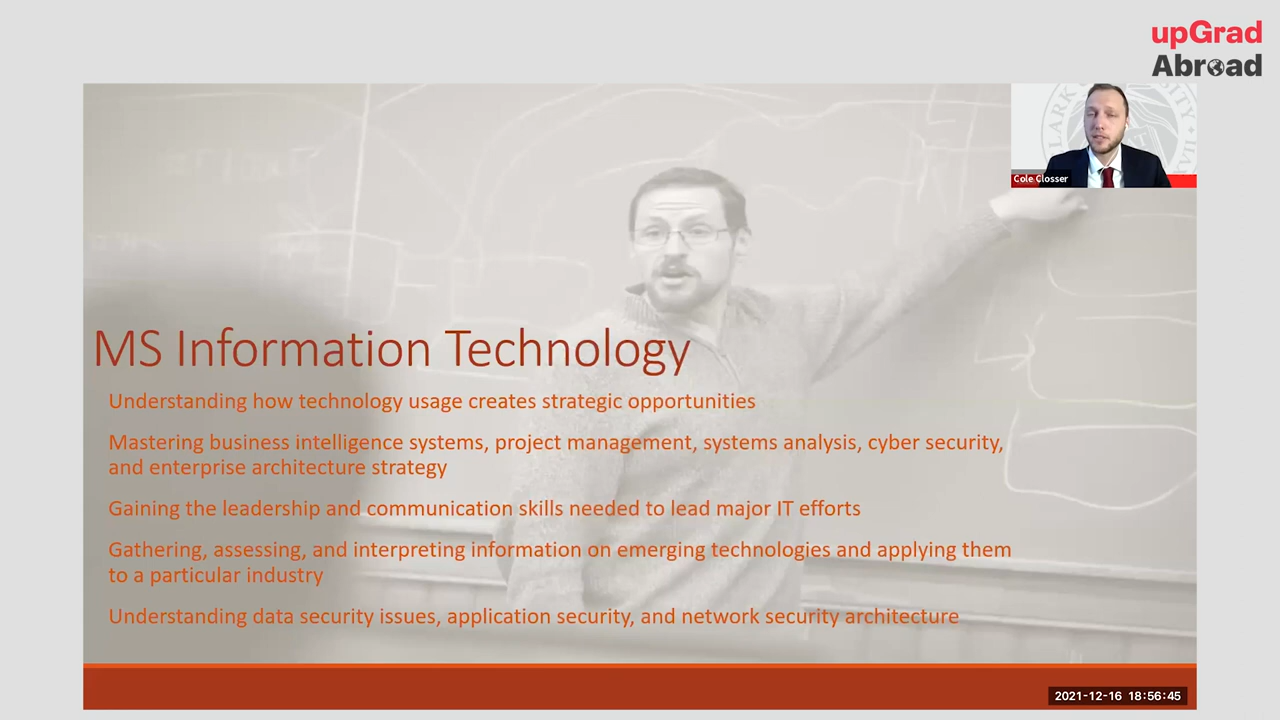 upGrad
Abroad
Cole Closser
MS Information Technology
Understanding how technology usage creates strategic opportunities
Mastering business intelligence systems, project management, systems analysis, cyber security,
and enterprise architecture strategy
Gaining the leadership and communication skills needed to lead major IT efforts
Gathering, assessing, and interpreting information on emerging technologies and applying them
to a particular industry
Understanding data security issues, application security, and network security architecture
2021-12-16 18:56:45